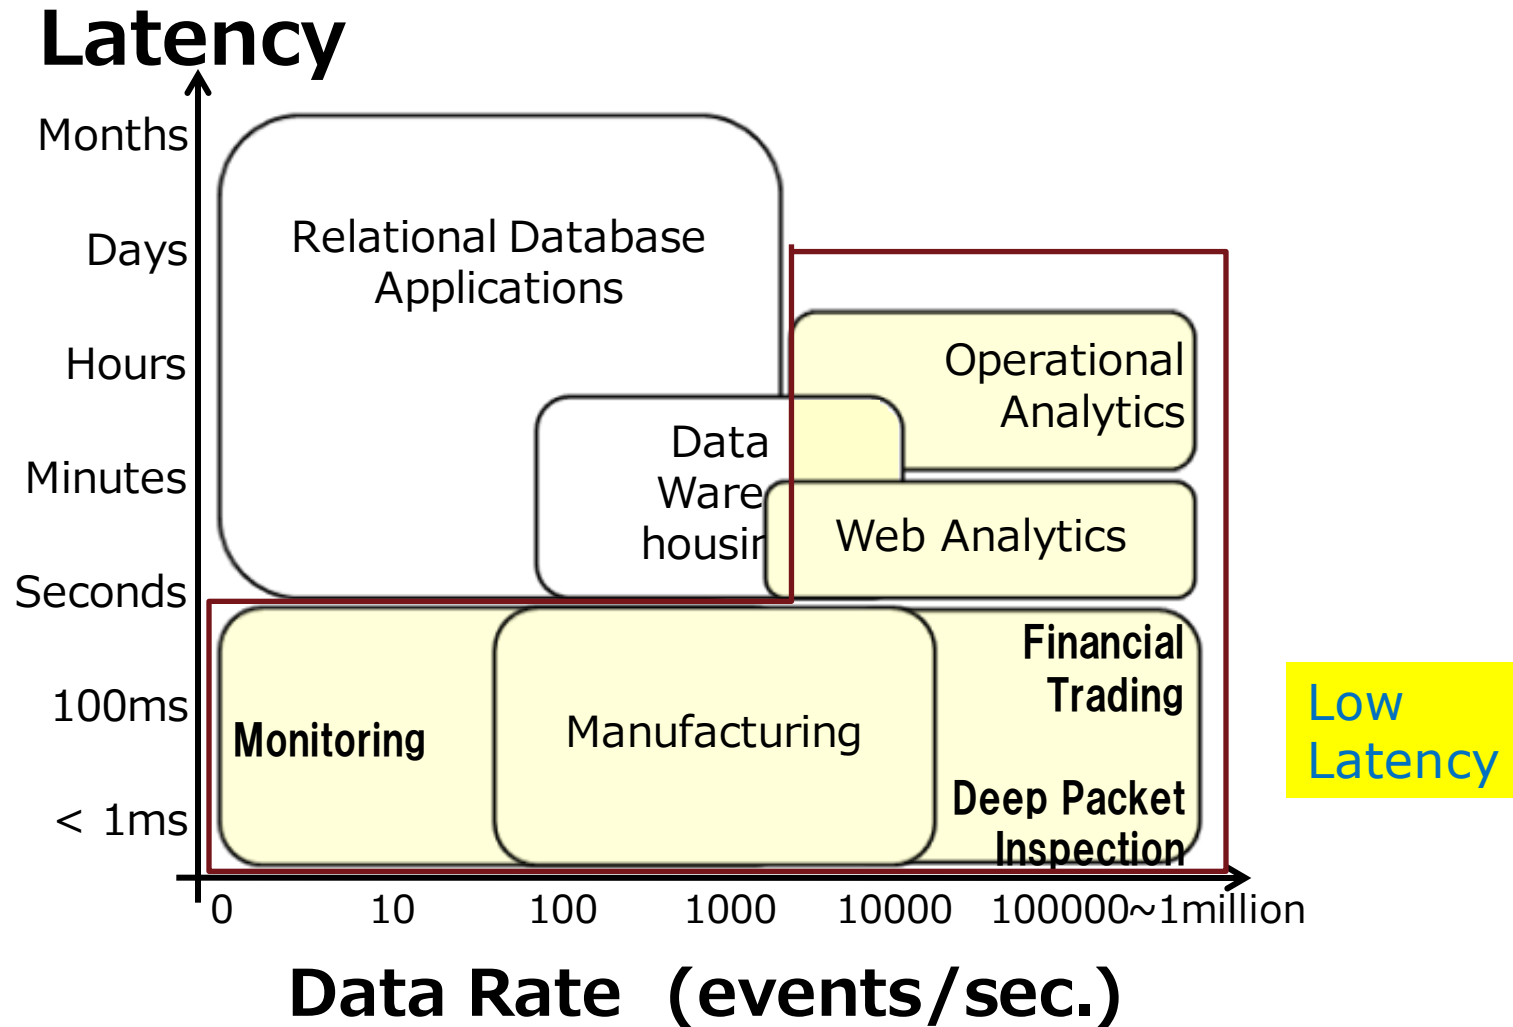 Latency
Months
Days
Hours
Minutes
Seconds
100ms
< 1ms
Relational Database
Applications
Operational
Analytics
Data
Ware
housin
Web Analytics
Monitoring
Manufacturing
Financial
Trading
Deep Packet
Inspection
Low
Latency
0 10 100 1000 10000 100000~1million
Data Rate (events/sec.)